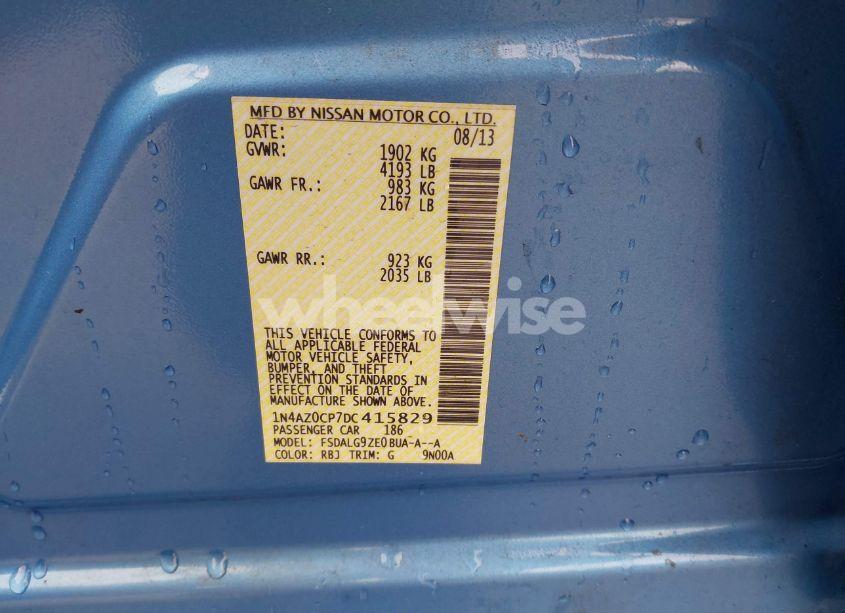 MFD BY NISSAN MOTOR CO., LTD.
DATE: 08/13
GVWR: 1902 KG
4193 LB
GAWR FR.: 983 KG
2167 LB
GAWR RR.: 923 KG
2035 LB
wheelwise
THIS VEHICLE CONFORMS TO
ALL APPLICABLE FEDERAL
MOTOR VEHICLE SAFETY,
BUMPER, AND THEFT
PREVENTION STANDARDS IN
EFFECT ON THE DATE OF
MANUFACTURE SHOWN ABOVE.
1N4AZ0CP7DC415829
PASSENGER CAR 186
MODEL: FSDALG9ZE0BUA-A--A
COLOR: RBJ TRIM: G 9N00A